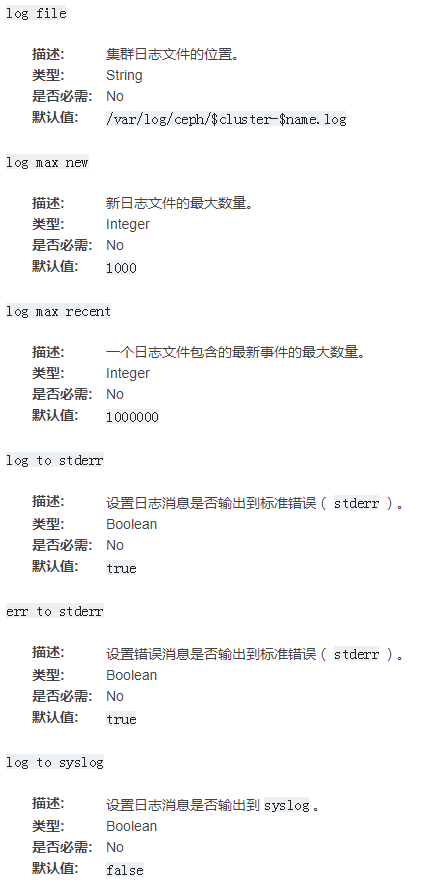 log file
描述: 集群日志文件的位置。
类型: String
是否必需: No
默认值: /var/log/ceph/$cluster-$name.log
log max new
描述: 新日志文件的最大数量。
类型: Integer
是否必需: No
默认值: 1000
log max recent
描述: 一个日志文件包含的最新事件的最大数量。
类型: Integer
是否必需: No
默认值: 1000000
log to stderr
描述: 设置日志消息是否输出到标准错误（ stderr ）。
类型: Boolean
是否必需: No
默认值: true
err to stderr
描述: 设置错误消息是否输出到标准错误（ stderr ）。
类型: Boolean
是否必需: No
默认值: true
log to syslog
描述: 设置日志消息是否输出到 syslog 。
类型: Boolean
是否必需: No
默认值: false